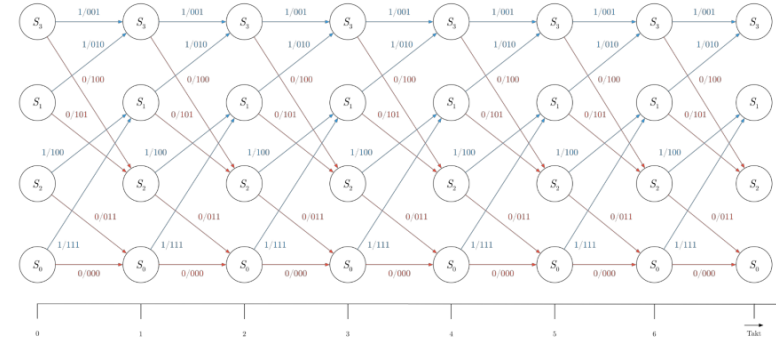 1/001 1/001 1/001 1/001 1/001 1/001 1/001
S₃ S₃ S₃ S₃ S₃ S₃ S₃ S₃
1/010 1/010 1/010 1/010 1/010 1/010 1/010
0/100 0/100 0/100 0/100 0/100 0/100 0/100
S₁ S₁ S₁ S₁ S₁ S₁ S₁ S₁
0/101 0/101 0/101 0/101 0/101 0/101 0/101
1/100 1/100 1/100 1/100 1/100 1/100 1/100
S₂ S₂ S₂ S₂ S₂ S₂ S₂ S₂
0/011 0/011 0/011 0/011 0/011 0/011 0/011
1/111 1/111 1/111 1/111 1/111 1/111 1/111
S₀ S₀ S₀ S₀ S₀ S₀ S₀ S₀
0/000 0/000 0/000 0/000 0/000 0/000 0/000
0 1 2 3 4 5 6 Takt